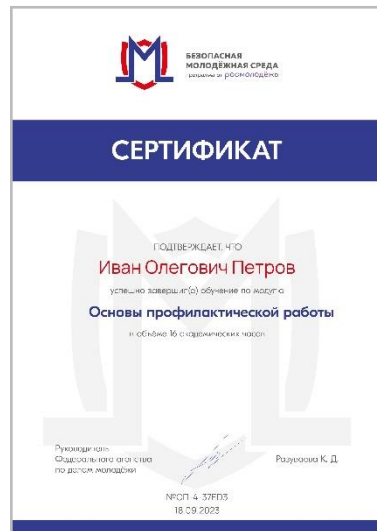 БЕЗОПАСНАЯ
МОЛОДЁЖНАЯ СРЕДА
РОСМОЛОДЁЖЬ
СЕРТИФИКАТ
ПОДТВЕРЖДАЕТ, ЧТО
Иван Олегович Петров
успешно завершил(а) обучение по модулю
Основы профилактической работы
в объёме 16 академических часов
Руководитель
Федерального агентства
по делам молодёжи
Разуваева К. Д.
18.09.2023